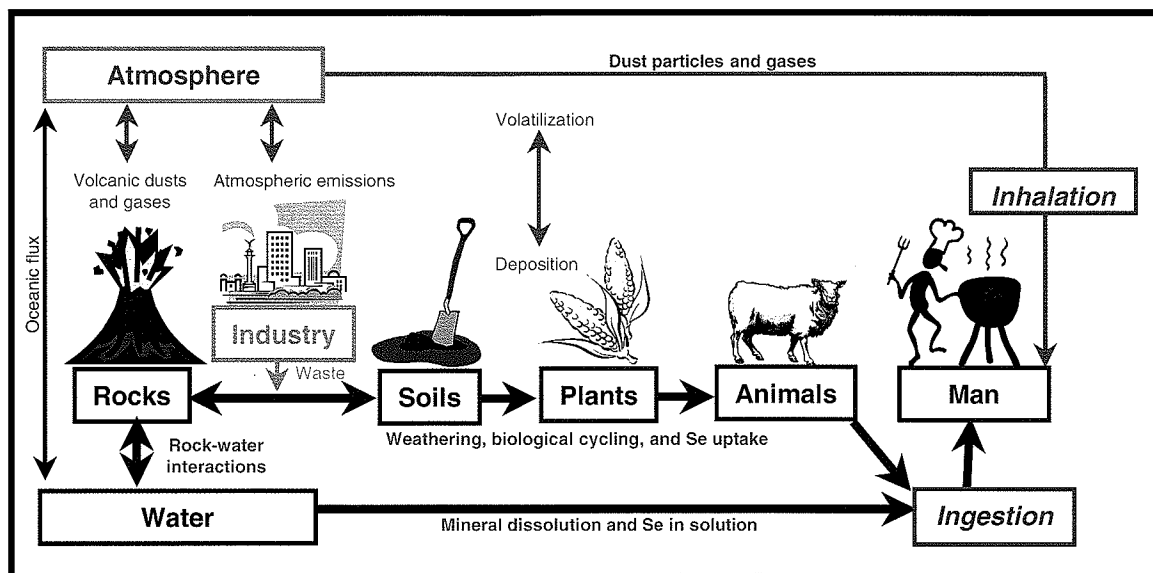 Atmosphere
Dust particles and gases
Oceanic flux
Volcanic dusts
and gases
Atmospheric emissions
Volatilization
Deposition
Inhalation
Industry
Waste
Rocks
Soils
Plants
Animals
Man
Weathering, biological cycling, and Se uptake
Rock-water
interactions
Water
Mineral dissolution and Se in solution
Ingestion